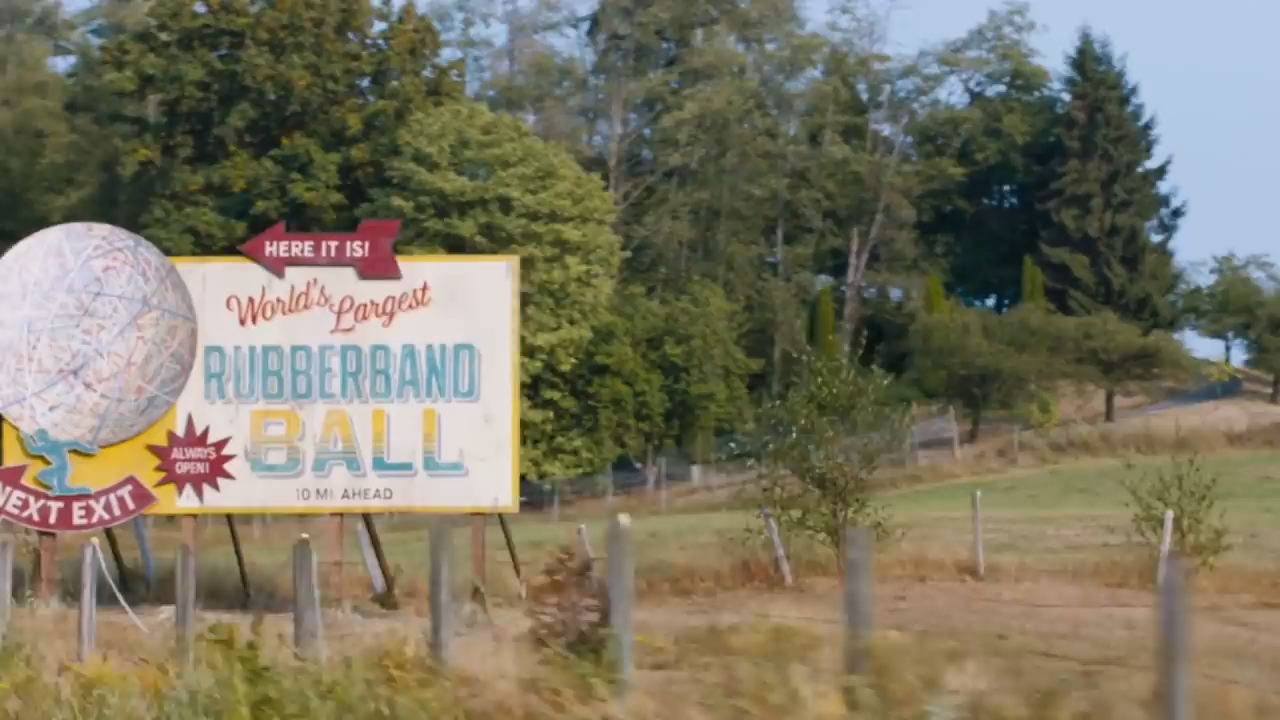 HERE IT IS!
World's Largest
RUBBERBAND
BALL
ALWAYS
OPEN!
10 MI. AHEAD
NEXT EXIT